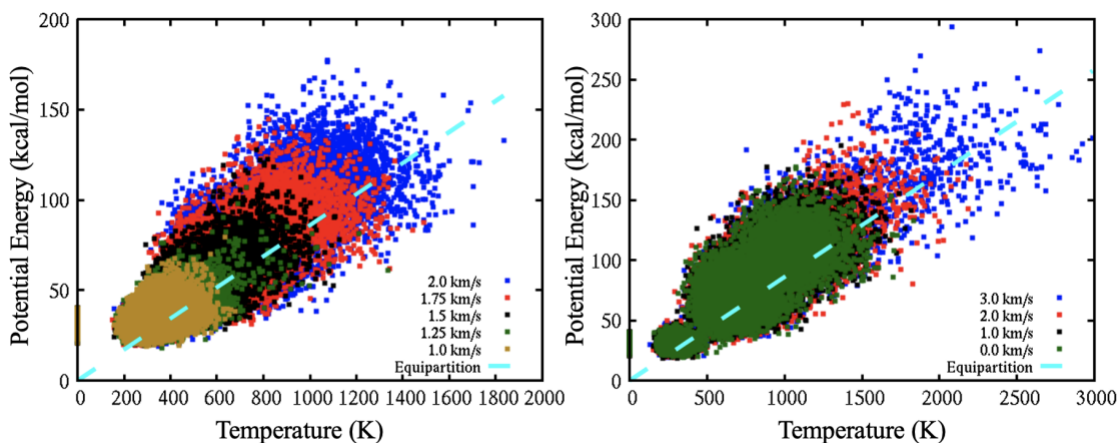 200
150
100
50
0
Potential Energy (kcal/mol)
2.0 km/s
1.75 km/s
1.5 km/s
1.25 km/s
1.0 km/s
Equipartition
0 200 400 600 800 1000 1200 1400 1600 1800 2000
Temperature (K)
300
250
200
150
100
50
0
Potential Energy (kcal/mol)
3.0 km/s
2.0 km/s
1.0 km/s
0.0 km/s
Equipartition
0 500 1000 1500 2000 2500 3000
Temperature (K)